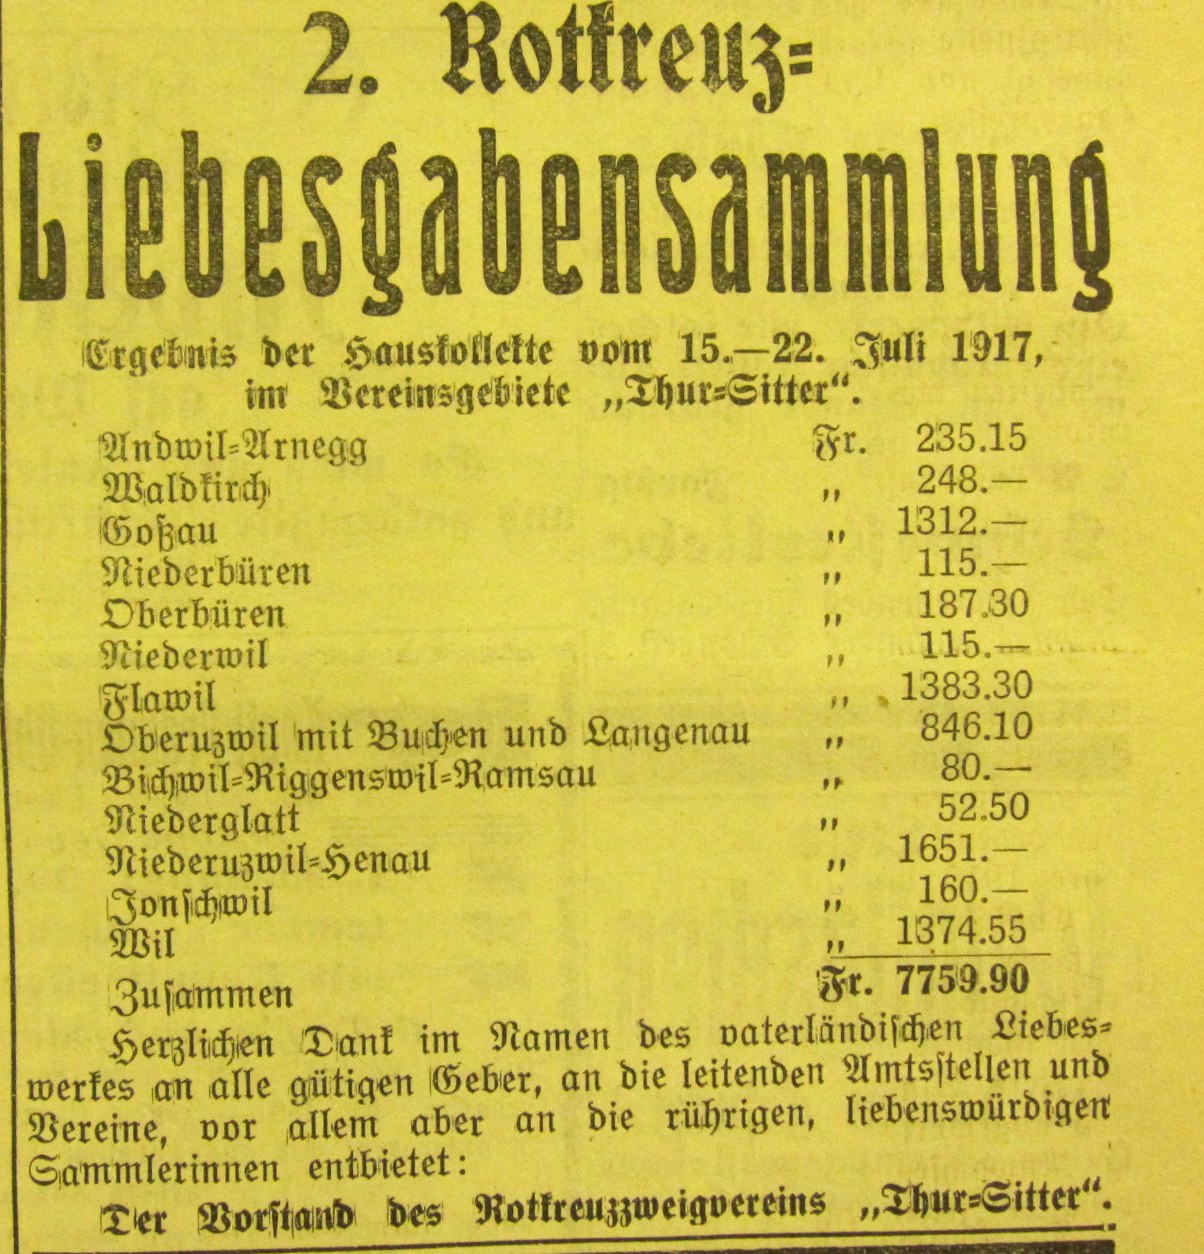 2. Rotkreuz-
Liebesgabensammlung
Ergebnis der Hauskollekte vom 15.—22. Juli 1917,
im Vereinsgebiete „Thur-Sitter“.
Andwil-Arnegg Fr. 235.15
Waldkirch „ 248.—
Goßau „ 1312.—
Niederbüren „ 115.—
Oberbüren „ 187.30
Niederwil „ 115.—
Flawil „ 1383.30
Oberuzwil mit Buchen und Langenau „ 846.10
Bichwil-Riggenswil-Ramsau „ 80.—
Niederglatt „ 52.50
Niederuzwil-Henau „ 1651.—
Jonschwil „ 160.—
Wil „ 1374.55
Zusammen Fr. 7759.90
Herzlichen Dank im Namen des vaterländischen Liebes-
werkes an alle gütigen Geber, an die leitenden Amtsstellen und
Vereine, vor allem aber an die rührigen, liebenswürdigen
Sammlerinnen entbietet:
Der Vorstand des Rotkreuzzweigvereins „Thur-Sitter“.